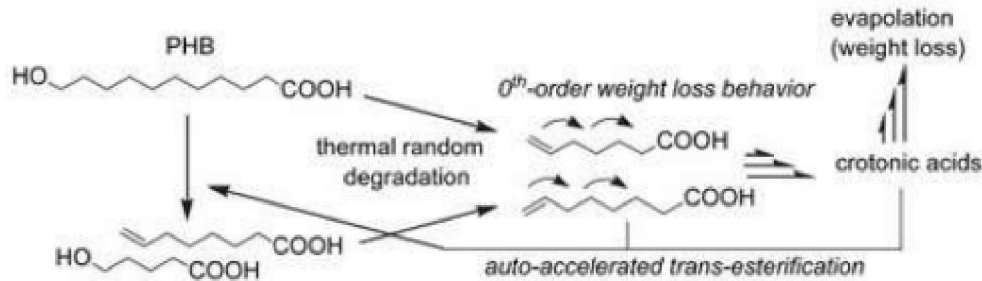 evapolation
(weight loss)
PHB
HO
COOH
0th-order weight loss behavior
COOH
thermal random
degradation
crotonic acids
COOH
COOH
HO
COOH
auto-accelerated trans-esterification